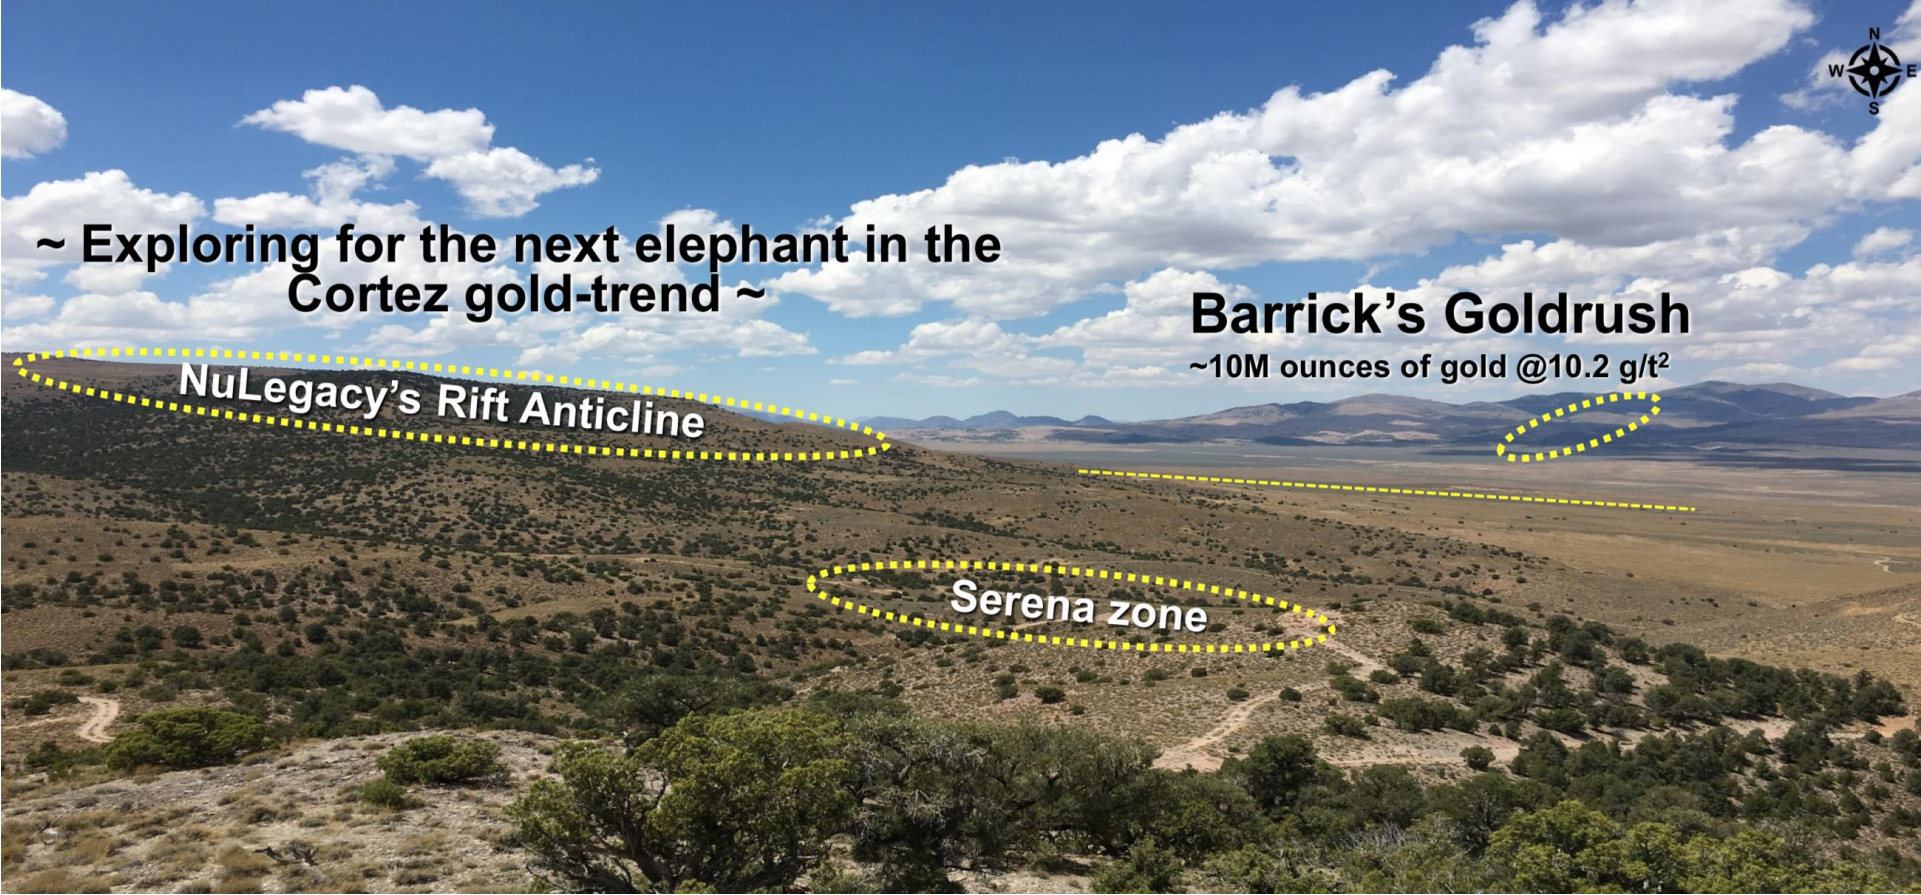 N
W E
S
~ Exploring for the next elephant in the
Cortez gold-trend ~
Barrick’s Goldrush
~10M ounces of gold @10.2 g/t²
NuLegacy’s Rift Anticline
Serena zone